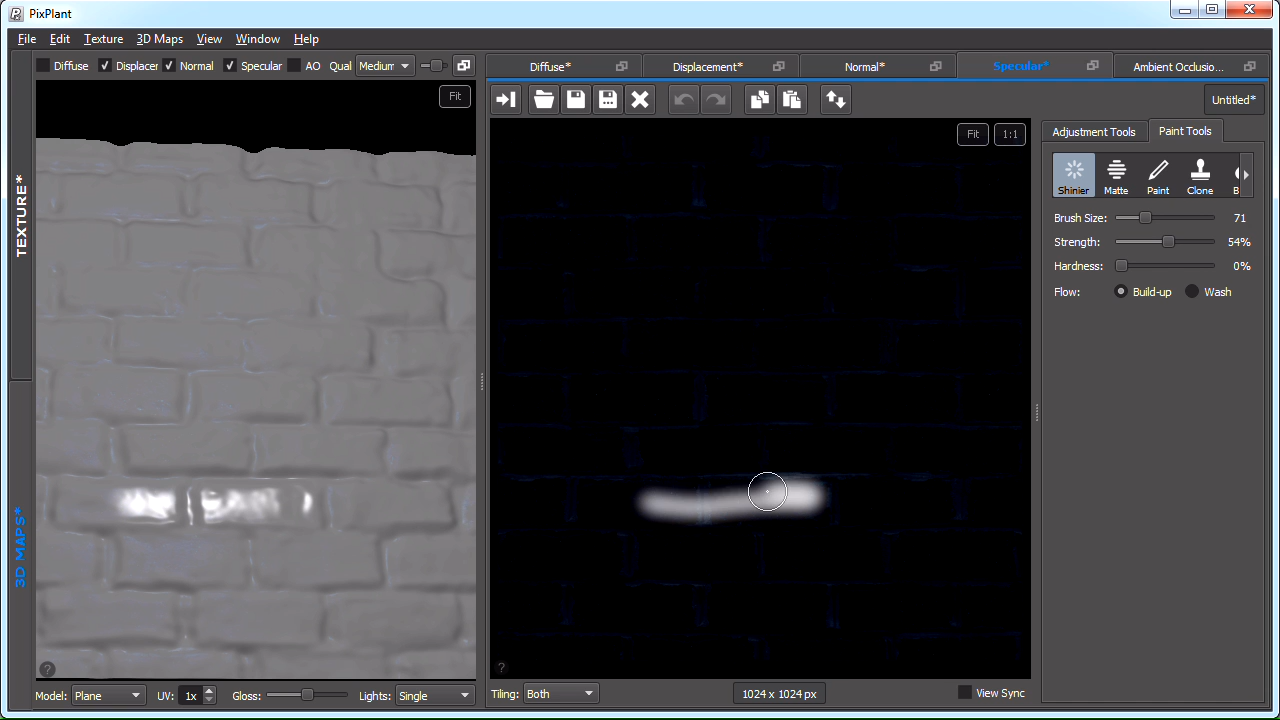 PixPlant
File Edit Texture 3D Maps View Window Help
Diffuse Displacer Normal Specular AO Qual Medium
Fit
TEXTURE*
3D MAPS*
?
Model: Plane UV: 1x Gloss: Lights: Single
Diffuse* Displacement* Normal* Specular* Ambient Occlusio...
Untitled*
Fit 1:1
?
Tiling: Both 1024 x 1024 px View Sync
Adjustment Tools Paint Tools
Shinier Matte Paint Clone B
Brush Size: 71
Strength: 54%
Hardness: 0%
Flow: Build-up Wash